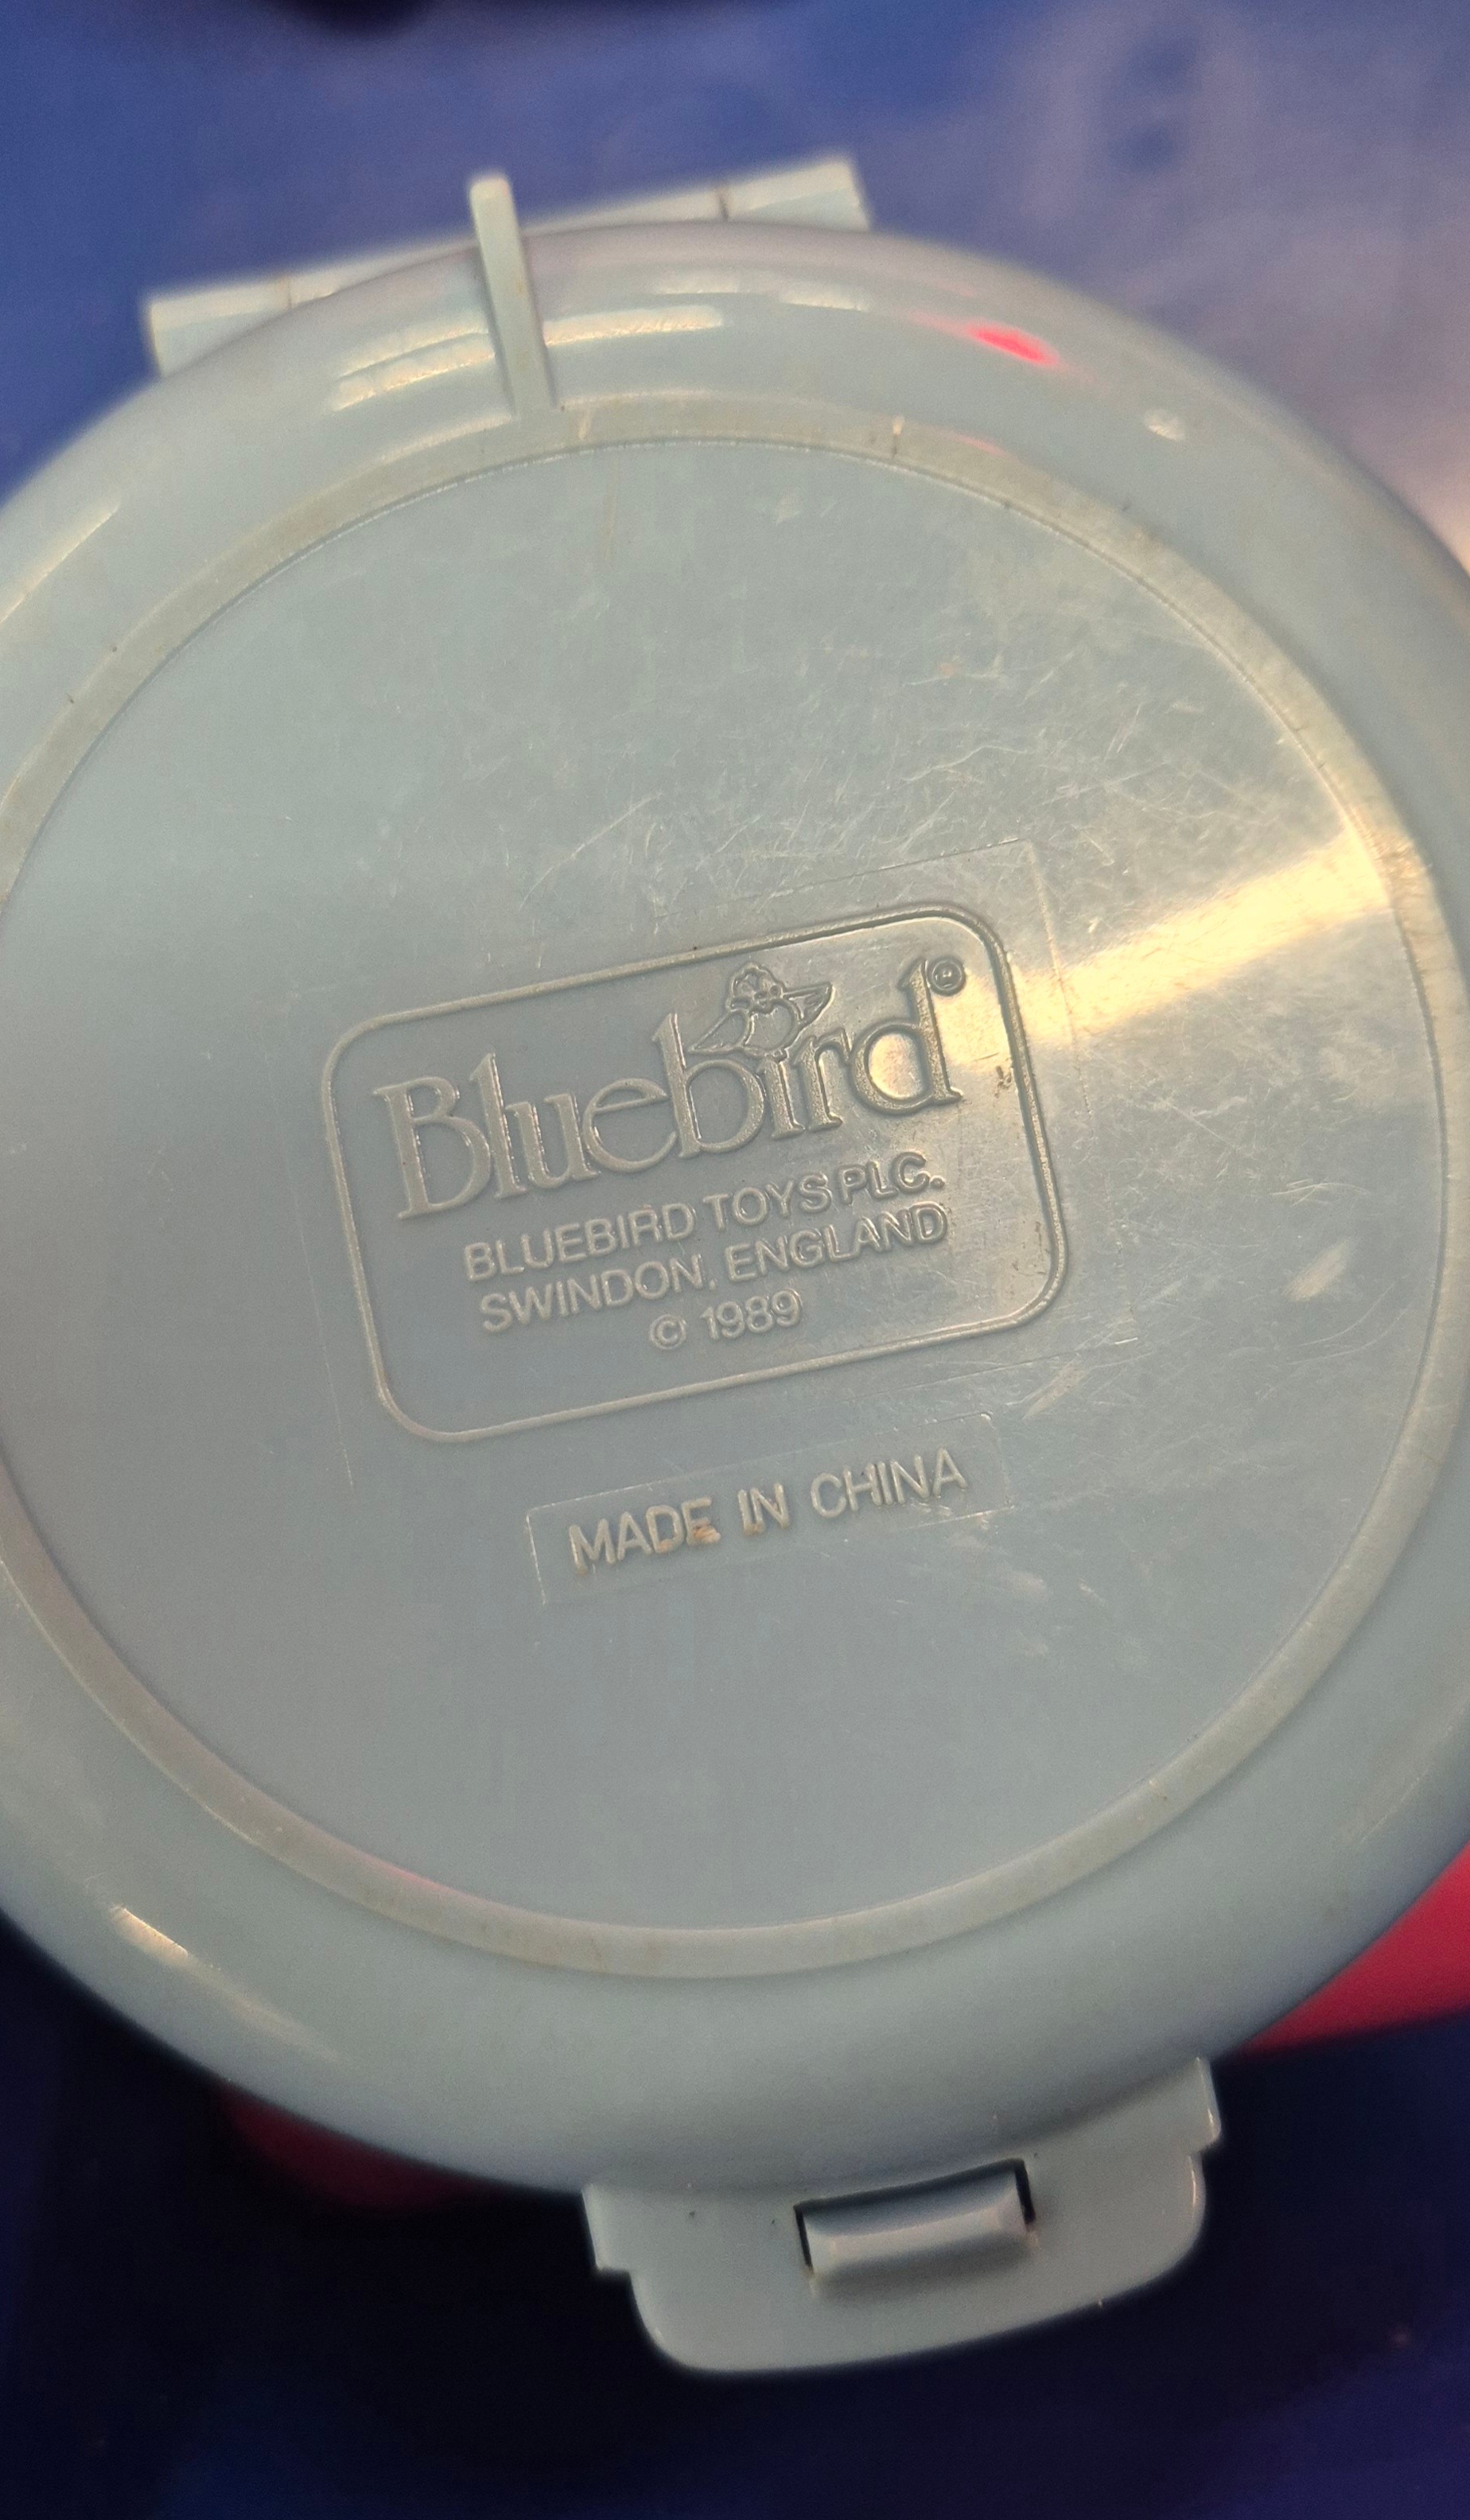 Bluebird®
BLUEBIRD TOYS PLC.
SWINDON, ENGLAND
© 1989
MADE IN CHINA